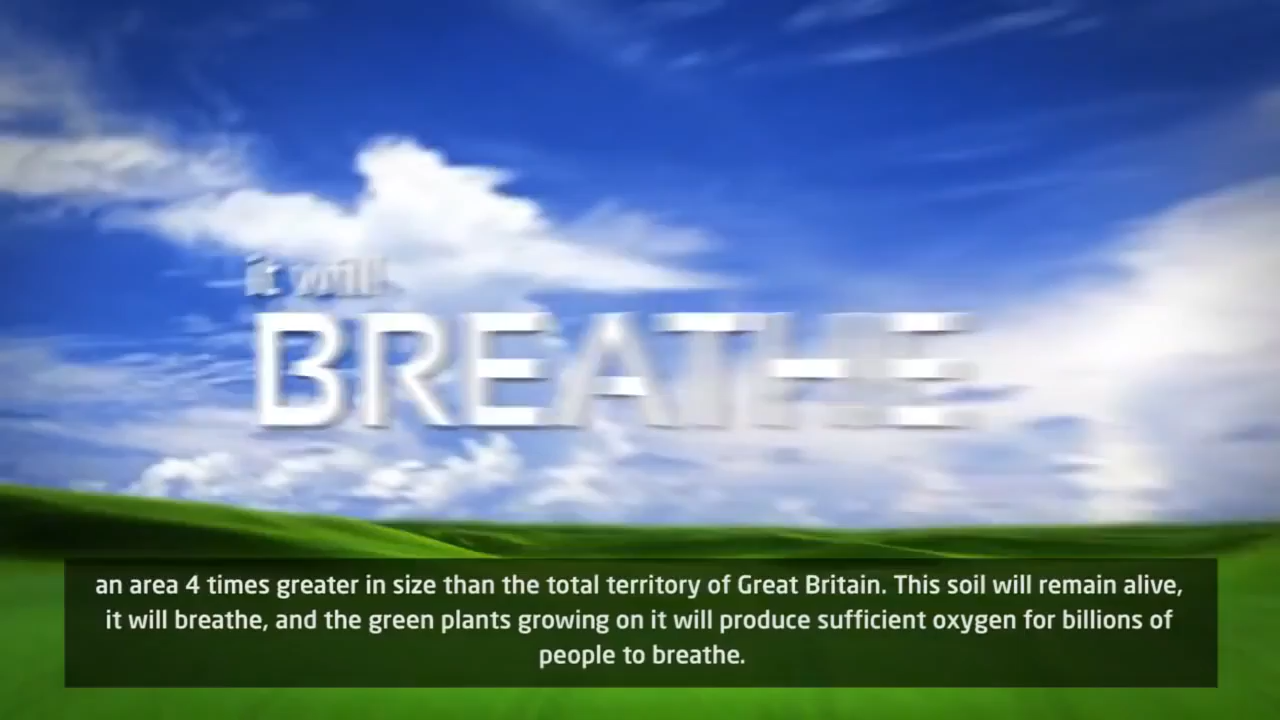 it will
BREATHE
an area 4 times greater in size than the total territory of Great Britain. This soil will remain alive,
it will breathe, and the green plants growing on it will produce sufficient oxygen for billions of
people to breathe.